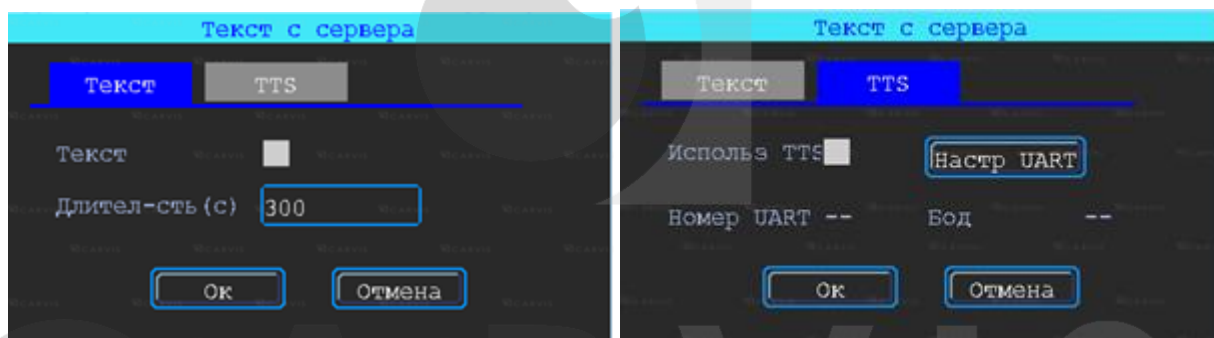 Текст с сервера
Текст TTS
Текст
Длител-сть(с) 300
Ок Отмена
Текст с сервера
Текст TTS
Использ TTS Настр UART
Номер UART -- Бод --
Ок Отмена